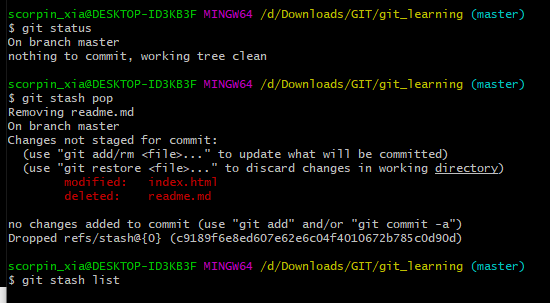 scorpin_xia@DESKTOP-ID3KB3F MINGW64 /d/Downloads/GIT/git_learning (master)
$ git status
On branch master
nothing to commit, working tree clean
scorpin_xia@DESKTOP-ID3KB3F MINGW64 /d/Downloads/GIT/git_learning (master)
$ git stash pop
Removing readme.md
On branch master
Changes not staged for commit:
(use "git add/rm <file>..." to update what will be committed)
(use "git restore <file>..." to discard changes in working directory)
modified: index.html
deleted: readme.md
no changes added to commit (use "git add" and/or "git commit -a")
Dropped refs/stash@{0} (c9189f6e8ed607e62e6c04f4010672b785c0d90d)
scorpin_xia@DESKTOP-ID3KB3F MINGW64 /d/Downloads/GIT/git_learning (master)
$ git stash list